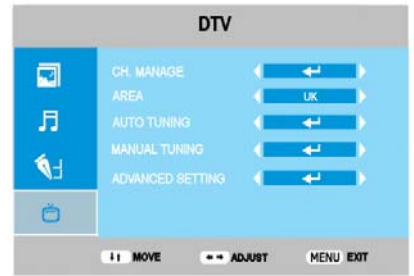 DTV
CH. MANAGE
AREA UK
AUTO TUNING
MANUAL TUNING
ADVANCED SETTING
MOVE ADJUST MENU EXIT